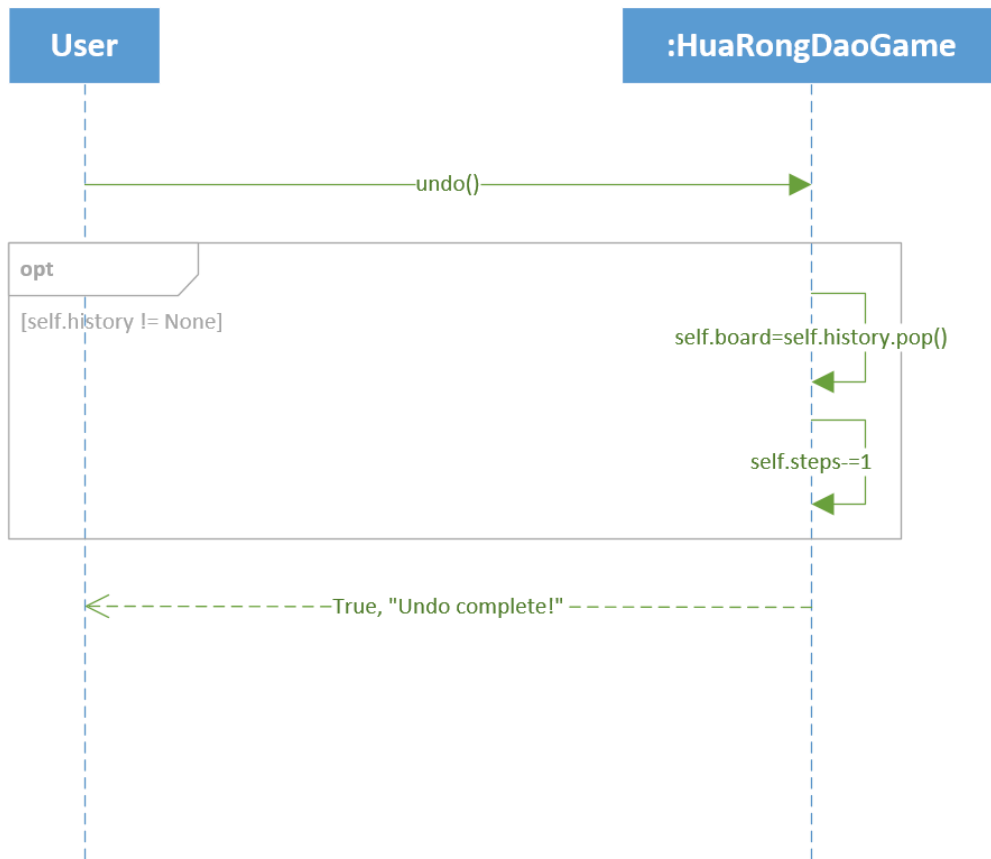 User
:HuaRongDaoGame
undo()
opt
[self.history != None]
self.board=self.history.pop()
self.steps-=1
True, "Undo complete!"